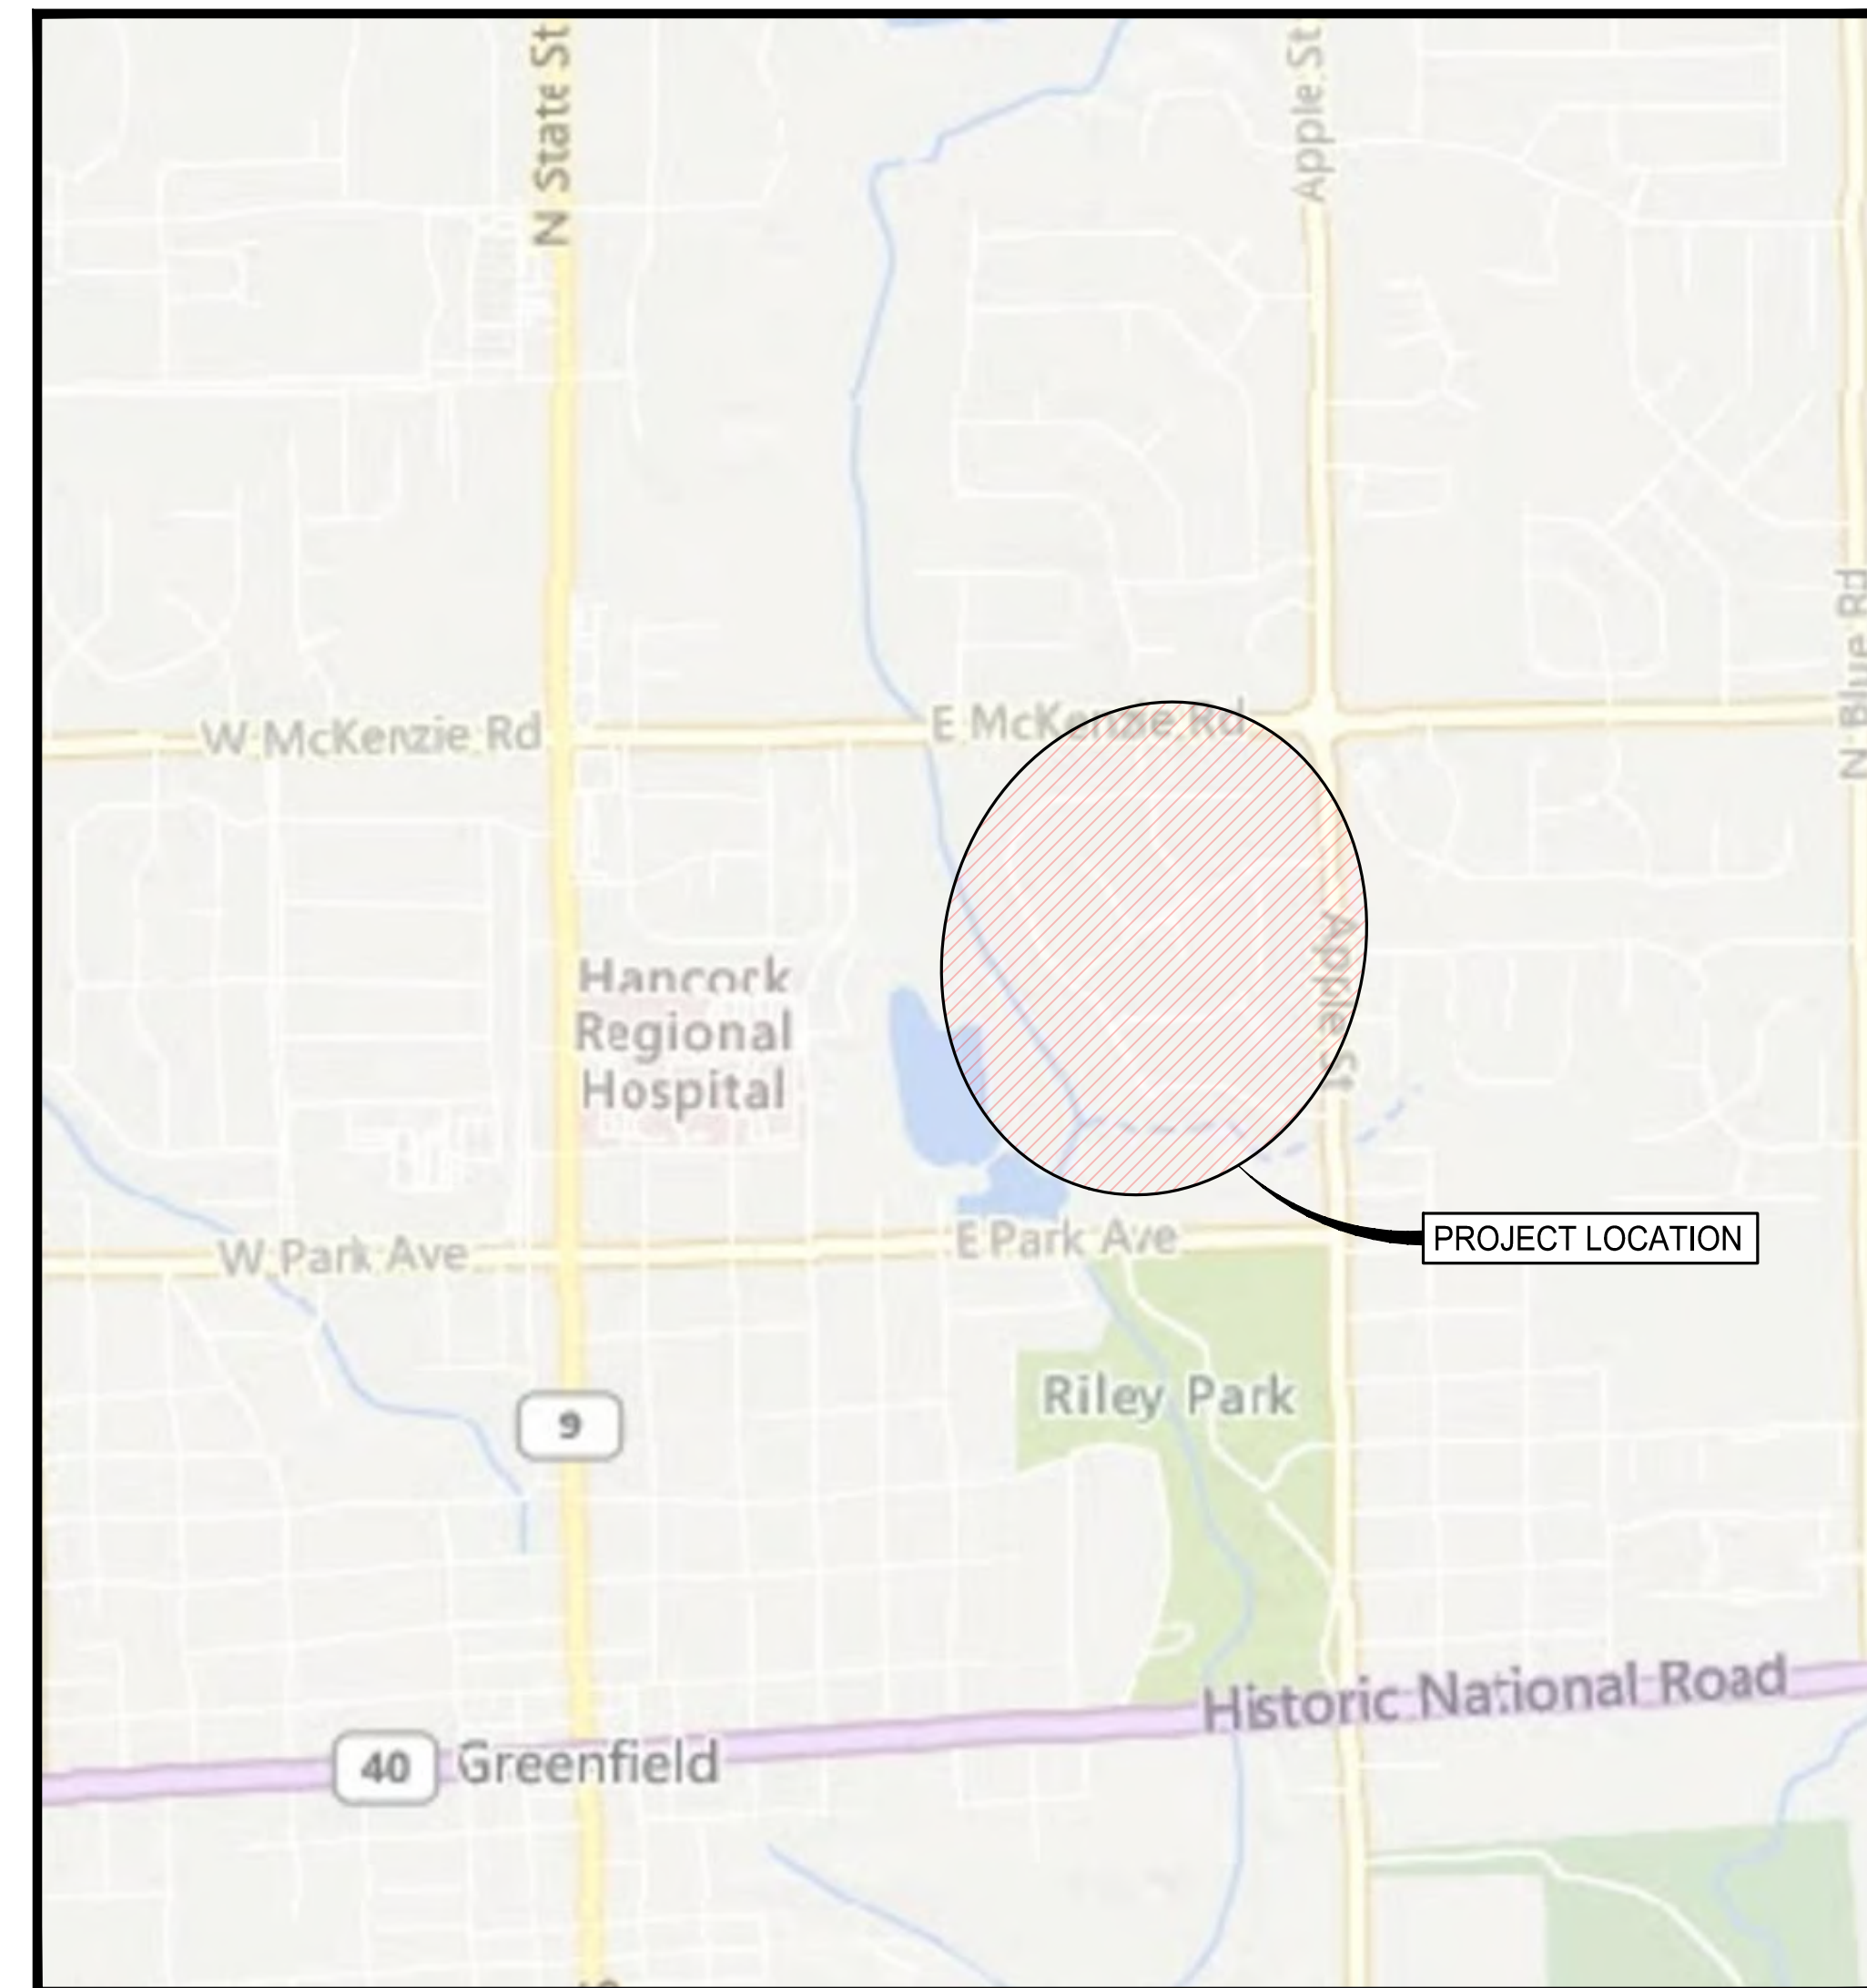 N State St
Apple St
N Blue Rd
W McKenzie Rd
E McKenzie Rd
Apple St
Hancock
Regional
Hospital
PROJECT LOCATION
W Park Ave
E Park Ave
Riley Park
9
Historic National Road
40
Greenfield